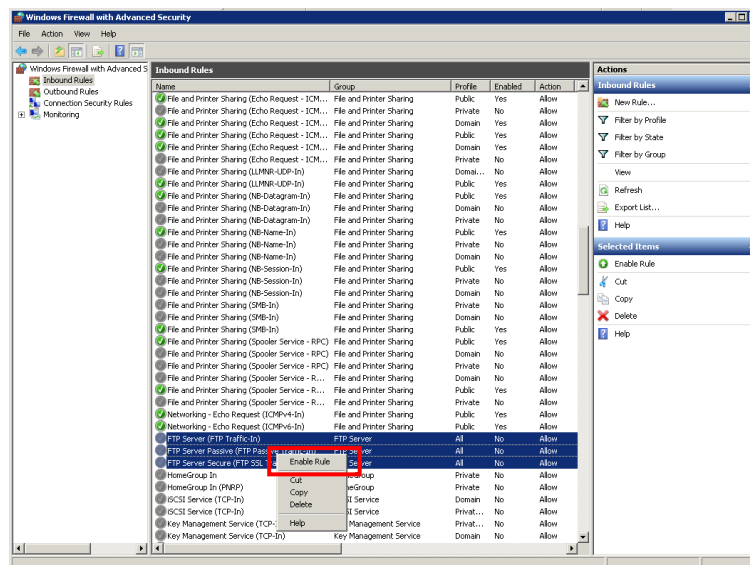 Windows Firewall with Advanced Security
File Action View Help
Windows Firewall with Advanced S
Inbound Rules
Outbound Rules
Connection Security Rules
Monitoring
Inbound Rules
Name Group Profile Enabled Action
File and Printer Sharing (Echo Request - ICM... File and Printer Sharing Public Yes Allow
File and Printer Sharing (Echo Request - ICM... File and Printer Sharing Private No Allow
File and Printer Sharing (Echo Request - ICM... File and Printer Sharing Domain Yes Allow
File and Printer Sharing (Echo Request - ICM... File and Printer Sharing Public Yes Allow
File and Printer Sharing (Echo Request - ICM... File and Printer Sharing Domain Yes Allow
File and Printer Sharing (Echo Request - ICM... File and Printer Sharing Private No Allow
File and Printer Sharing (LLMNR-UDP-In) File and Printer Sharing Domai... No Allow
File and Printer Sharing (LLMNR-UDP-In) File and Printer Sharing Public Yes Allow
File and Printer Sharing (NB-Datagram-In) File and Printer Sharing Public Yes Allow
File and Printer Sharing (NB-Datagram-In) File and Printer Sharing Domain No Allow
File and Printer Sharing (NB-Datagram-In) File and Printer Sharing Private No Allow
File and Printer Sharing (NB-Name-In) File and Printer Sharing Public Yes Allow
File and Printer Sharing (NB-Name-In) File and Printer Sharing Private No Allow
File and Printer Sharing (NB-Name-In) File and Printer Sharing Domain No Allow
File and Printer Sharing (NB-Session-In) File and Printer Sharing Public Yes Allow
File and Printer Sharing (NB-Session-In) File and Printer Sharing Private No Allow
File and Printer Sharing (NB-Session-In) File and Printer Sharing Domain No Allow
File and Printer Sharing (SMB-In) File and Printer Sharing Private No Allow
File and Printer Sharing (SMB-In) File and Printer Sharing Domain No Allow
File and Printer Sharing (SMB-In) File and Printer Sharing Public Yes Allow
File and Printer Sharing (Spooler Service - RPC) File and Printer Sharing Public Yes Allow
File and Printer Sharing (Spooler Service - RPC) File and Printer Sharing Domain No Allow
File and Printer Sharing (Spooler Service - RPC) File and Printer Sharing Private No Allow
File and Printer Sharing (Spooler Service - R... File and Printer Sharing Domain No Allow
File and Printer Sharing (Spooler Service - R... File and Printer Sharing Public Yes Allow
File and Printer Sharing (Spooler Service - R... File and Printer Sharing Private No Allow
Networking - Echo Request (ICMPv4-In) Public Yes Allow
Networking - Echo Request (ICMPv6-In) Public Yes Allow
FTP Server (FTP Traffic-In) FTP Server All No Allow
FTP Server Passive (FTP Passive Traffic-In) FTP Server All No Allow
FTP Server Secure (FTP SSL Tra Server All No Allow
HomeGroup In Group Private No Allow
HomeGroup In (PNRP) eGroup Private No Allow
iSCSI Service (TCP-In) I Service Domain No Allow
iSCSI Service (TCP-In) I Service Privat... No Allow
Key Management Service (TCP- Management Service Privat... No Allow
Key Management Service (TCP-In) Key Management Service Domain No Allow
Enable Rule
Cut
Copy
Delete
Help
Actions
Inbound Rules
New Rule...
Filter by Profile
Filter by State
Filter by Group
View
Refresh
Export List...
Help
Selected Items
Enable Rule
Cut
Copy
Delete
Help